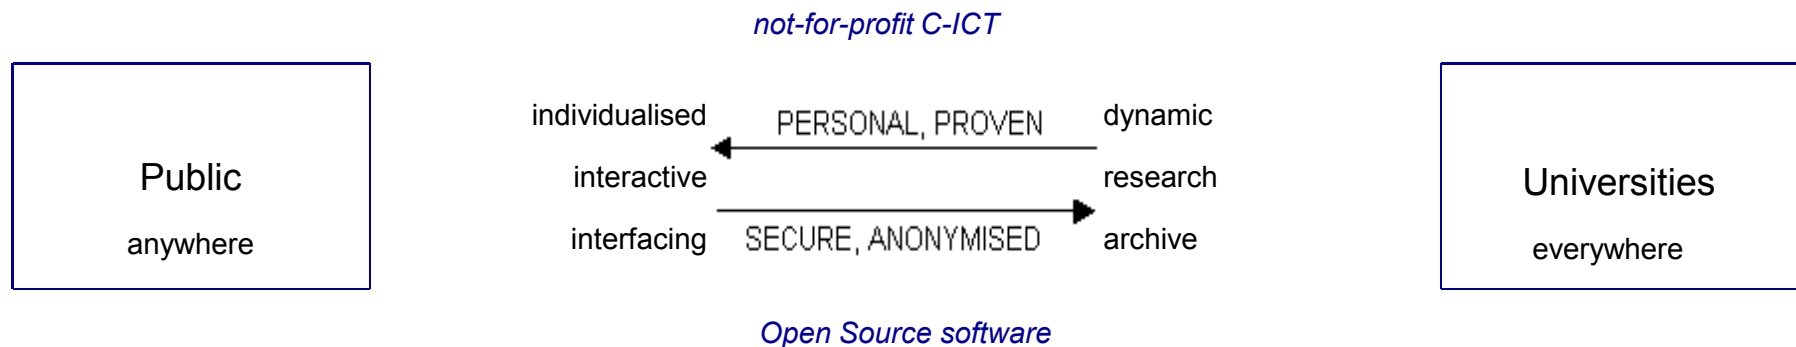 not-for-profit C-ICT
Public
anywhere
individualised
interactive
interfacing
PERSONAL, PROVEN
SECURE, ANONYMISED
dynamic
research
archive
Universities
everywhere
Open Source software